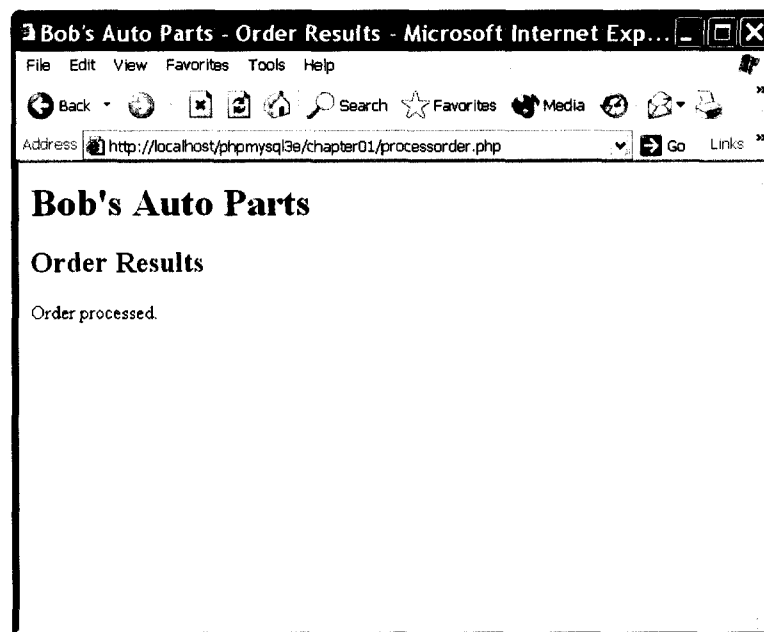 Bob's Auto Parts - Order Results - Microsoft Internet Exp...
File Edit View Favorites Tools Help
Back Search Favorites Media »
Address http://localhost/phpmysql3e/chapter01/processorder.php Go Links »
Bob's Auto Parts
Order Results
Order processed.